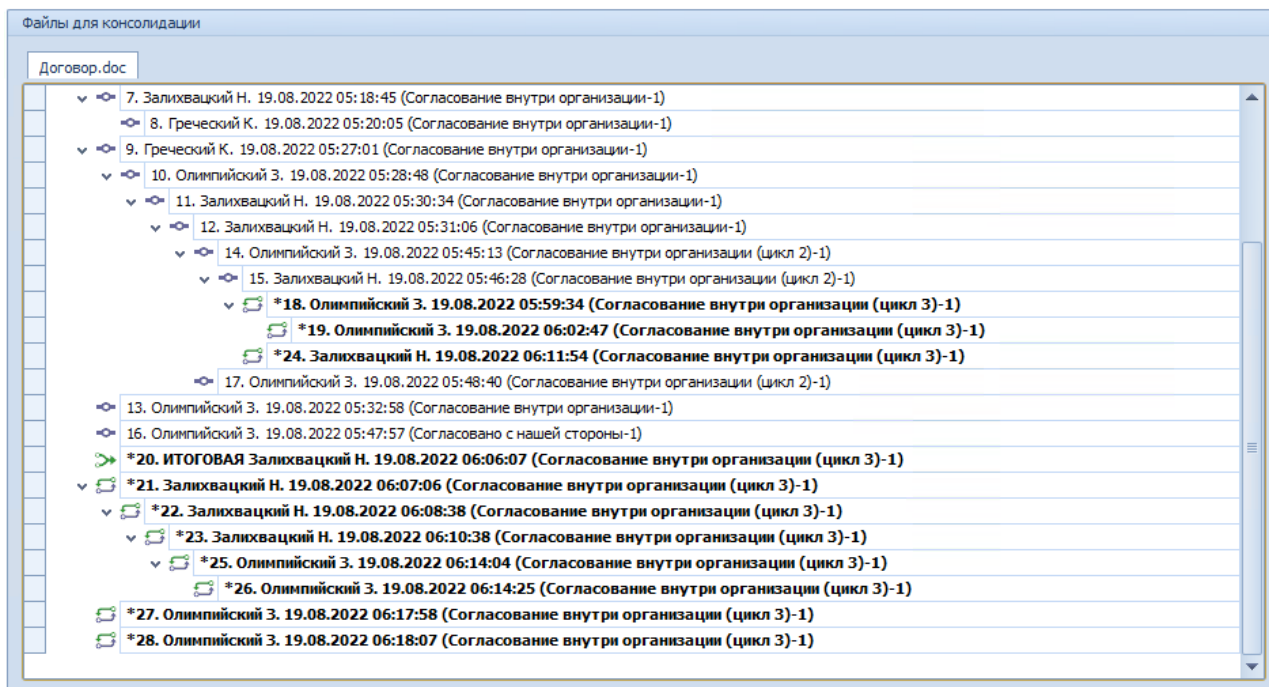 Файлы для консолидации
Договор.doc
7. Залихвацкий Н. 19.08.2022 05:18:45 (Согласование внутри организации-1)
8. Греческий К. 19.08.2022 05:20:05 (Согласование внутри организации-1)
9. Греческий К. 19.08.2022 05:27:01 (Согласование внутри организации-1)
10. Олимпийский З. 19.08.2022 05:28:48 (Согласование внутри организации-1)
11. Залихвацкий Н. 19.08.2022 05:30:34 (Согласование внутри организации-1)
12. Залихвацкий Н. 19.08.2022 05:31:06 (Согласование внутри организации-1)
14. Олимпийский З. 19.08.2022 05:45:13 (Согласование внутри организации (цикл 2)-1)
15. Залихвацкий Н. 19.08.2022 05:46:28 (Согласование внутри организации (цикл 2)-1)
*18. Олимпийский З. 19.08.2022 05:59:34 (Согласование внутри организации (цикл 3)-1)
*19. Олимпийский З. 19.08.2022 06:02:47 (Согласование внутри организации (цикл 3)-1)
*24. Залихвацкий Н. 19.08.2022 06:11:54 (Согласование внутри организации (цикл 3)-1)
17. Олимпийский З. 19.08.2022 05:48:40 (Согласование внутри организации (цикл 2)-1)
13. Олимпийский З. 19.08.2022 05:32:58 (Согласование внутри организации-1)
16. Олимпийский З. 19.08.2022 05:47:57 (Согласовано с нашей стороны-1)
*20. ИТОГОВАЯ Залихвацкий Н. 19.08.2022 06:06:07 (Согласование внутри организации (цикл 3)-1)
*21. Залихвацкий Н. 19.08.2022 06:07:06 (Согласование внутри организации (цикл 3)-1)
*22. Залихвацкий Н. 19.08.2022 06:08:38 (Согласование внутри организации (цикл 3)-1)
*23. Залихвацкий Н. 19.08.2022 06:10:38 (Согласование внутри организации (цикл 3)-1)
*25. Олимпийский З. 19.08.2022 06:14:04 (Согласование внутри организации (цикл 3)-1)
*26. Олимпийский З. 19.08.2022 06:14:25 (Согласование внутри организации (цикл 3)-1)
*27. Олимпийский З. 19.08.2022 06:17:58 (Согласование внутри организации (цикл 3)-1)
*28. Олимпийский З. 19.08.2022 06:18:07 (Согласование внутри организации (цикл 3)-1)